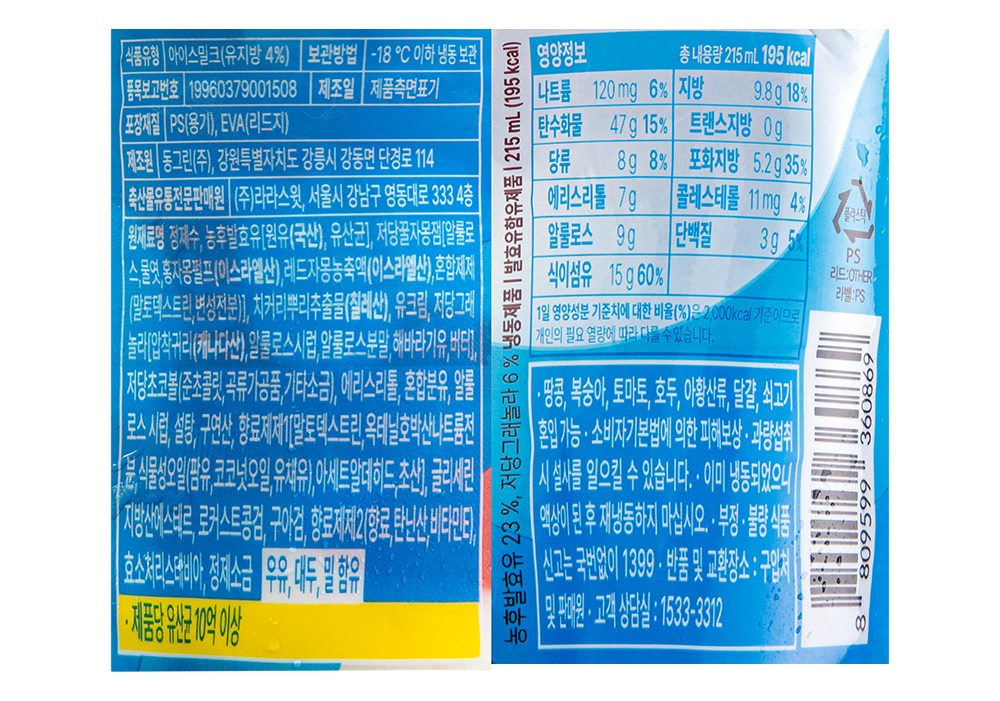 식품유형 아이스밀크(유지방 4%) 보관방법 -18 ℃ 이하 냉동 보관
품목보고번호 19960379001508 제조일 제품측면표기
포장재질 PS(용기), EVA(리드지)
제조원 동그린(주), 강원특별자치도 강릉시 강동면 단경로 114
축산물유통전문판매원 (주)라라스윗, 서울시 강남구 영동대로 333 4층
원재료명 정제수, 농후발효유[원유(국산), 유산균], 저당꿀자몽잼[알룰로
스,물엿,홍자몽펄프(이스라엘산),레드자몽농축액(이스라엘산),혼합제제
(말토덱스트린,변성전분)], 치커리뿌리추출물(칠레산), 유크림, 저당그래
놀라[압착귀리(캐나다산),알룰로스시럽,알룰로스분말,해바라기유,버터],
저당초코볼(준초콜릿,곡류가공품,기타소금), 에리스리톨, 혼합분유, 알룰
로스 시럽, 설탕, 구연산, 향료제제1[말토덱스트린,옥테닐호박산나트륨전
분,식물성오일(팜유,코코넛오일,유채유),아세트알데히드,초산], 글리세린
지방산에스테르, 로커스트콩검, 구아검, 향료제제2(향료,탄닌산,비타민E),
효소처리스테비아, 정제소금 우유, 대두, 밀 함유
· 제품당 유산균 10억 이상
농후발효유 23 %, 저당그래놀라 6 % 냉동제품 | 발효유함유제품 | 215 mL (195 kcal)
영양정보 총 내용량 215 mL 195 kcal
나트륨 120 mg 6% 지방 9.8 g 18%
탄수화물 47 g 15% 트랜스지방 0 g
당류 8 g 8% 포화지방 5.2 g 35%
에리스리톨 7 g 콜레스테롤 11 mg 4%
알룰로스 9 g 단백질 3 g 5%
식이섬유 15 g 60%
1일 영양성분 기준치에 대한 비율(%)은 2,000kcal 기준이므로
개인의 필요 열량에 따라 다를 수 있습니다.
· 땅콩, 복숭아, 토마토, 호두, 아황산류, 달걀, 쇠고기
혼입 가능 · 소비자기본법에 의한 피해보상 · 과량섭취
시 설사를 일으킬 수 있습니다. · 이미 냉동되었으니
액상이 된 후 재냉동하지 마십시오. · 부정·불량 식품
신고는 국번없이 1399 · 반품 및 교환장소 : 구입처
및 판매원 · 고객 상담실 : 1533-3312
플라스틱
PS
리드:OTHER
라벨:PS
8 809599 360869